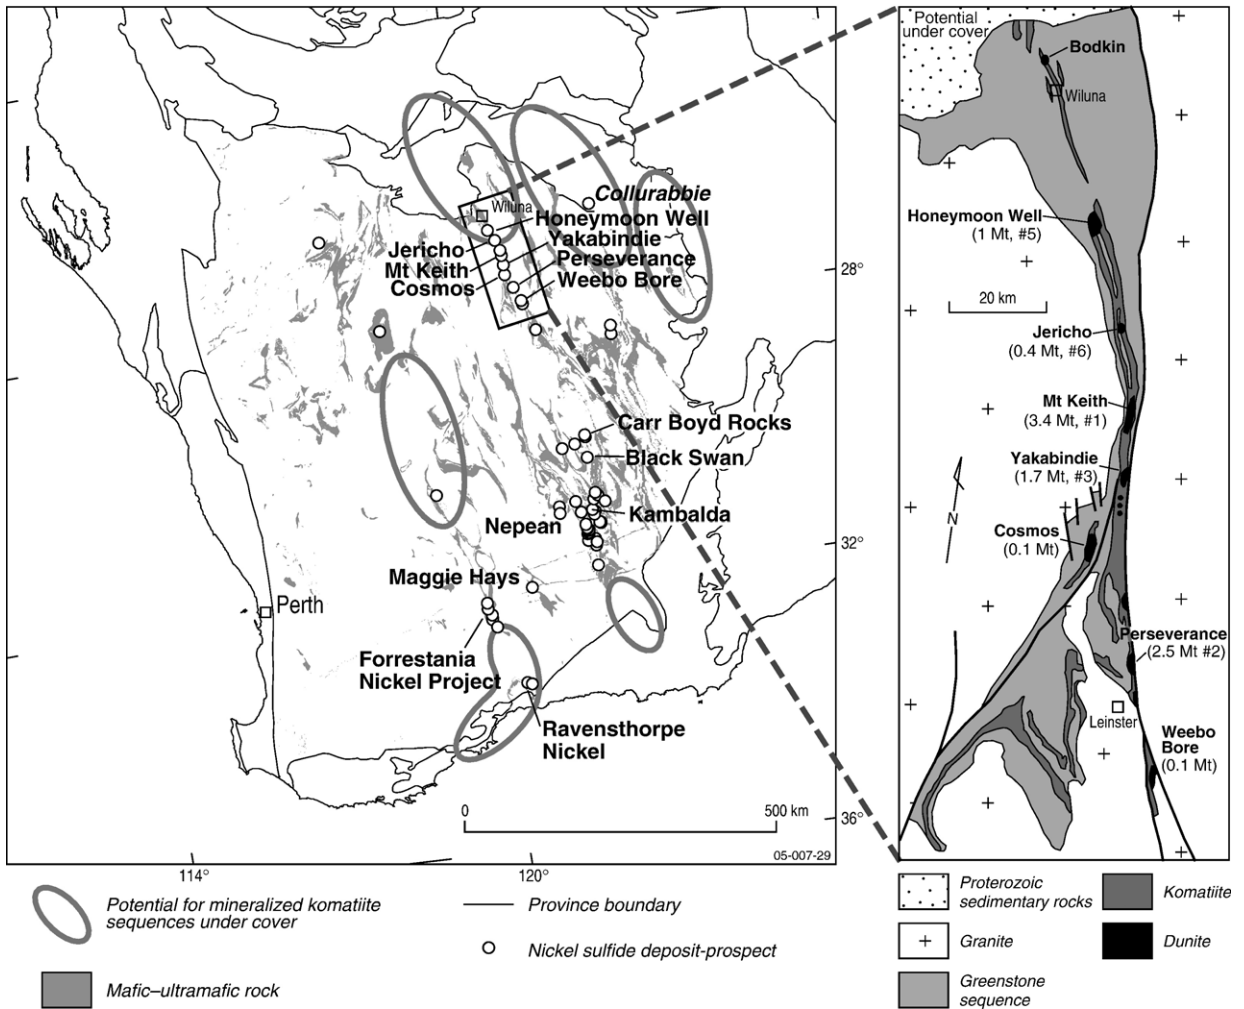 Collurabbie
Wiluna
Honeymoon Well
Jericho
Yakabindie
Mt Keith
Perseverance
Cosmos
Weebo Bore
28°
Carr Boyd Rocks
Black Swan
Nepean
Kambalda
32°
Maggie Hays
Perth
Forrestania
Nickel Project
Ravensthorpe
Nickel
0
500 km
36°
05-007-29
114°
120°
Potential
under cover
Bodkin
Wiluna
Honeymoon Well
(1 Mt, #5)
20 km
Jericho
(0.4 Mt, #6)
Mt Keith
(3.4 Mt, #1)
Yakabindie
(1.7 Mt, #3)
N
Cosmos
(0.1 Mt)
Perseverance
(2.5 Mt #2)
Leinster
Weebo
Bore
(0.1 Mt)
Potential for mineralized komatiite
sequences under cover
Mafic–ultramafic rock
Province boundary
Nickel sulfide deposit-prospect
Proterozoic
sedimentary rocks
Granite
Greenstone
sequence
Komatiite
Dunite